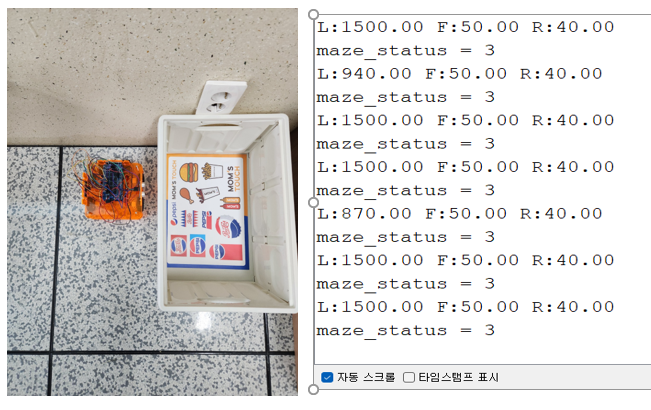 MOM'S TOUCH
pepsi
MOM'S
TOUCH
L:1500.00 F:50.00 R:40.00
maze_status = 3
L:940.00 F:50.00 R:40.00
maze_status = 3
L:1500.00 F:50.00 R:40.00
maze_status = 3
L:1500.00 F:50.00 R:40.00
maze_status = 3
L:870.00 F:50.00 R:40.00
maze_status = 3
L:1500.00 F:50.00 R:40.00
maze_status = 3
L:1500.00 F:50.00 R:40.00
maze_status = 3
자동 스크롤 타임스탬프 표시